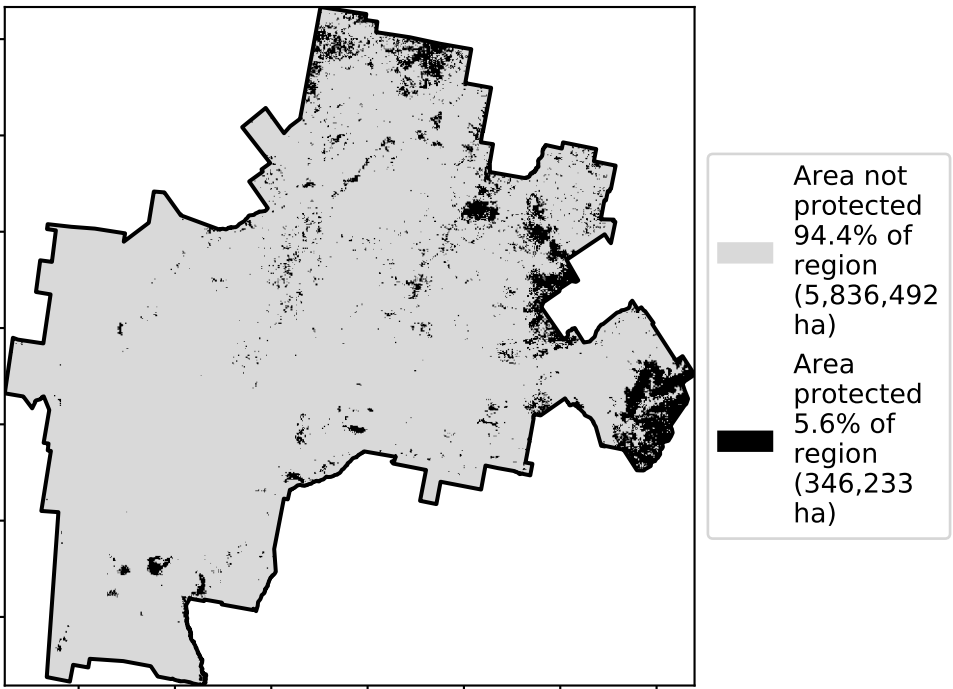 Area not
protected
94.4% of
region
(5,836,492
ha)
Area
protected
5.6% of
region
(346,233
ha)